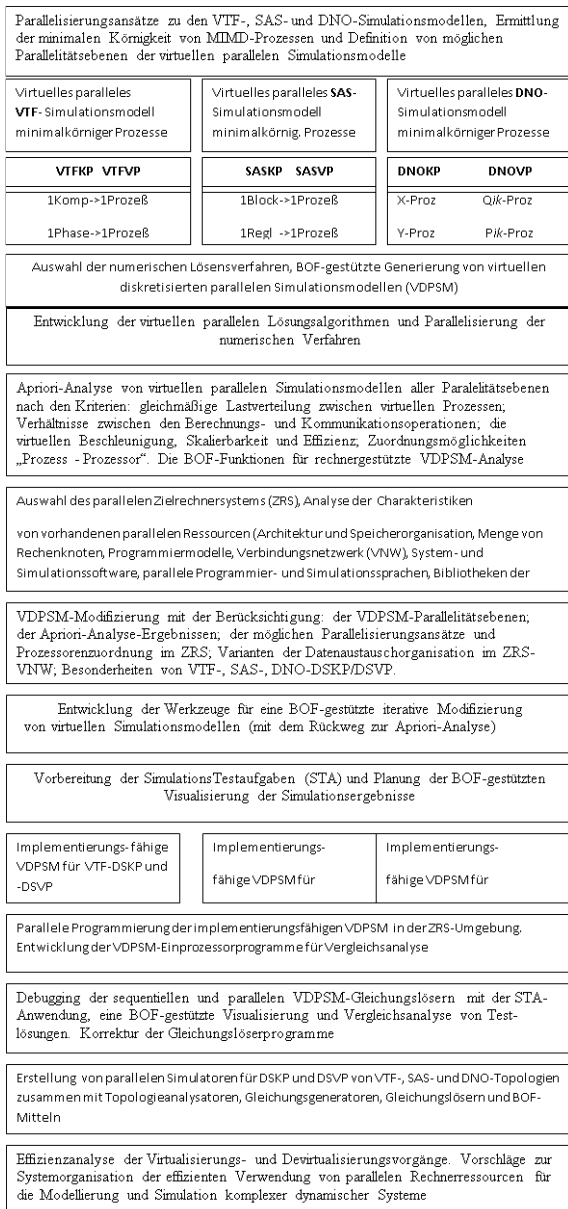 Parallelisierungsansätze zu den VTF-, SAS- und DNO-Simulationsmodellen, Ermittlung
der minimalen Körnigkeit von MIMD-Prozessen und Definition von möglichen
Parallelitätsebenen der virtuellen parallelen Simulationsmodelle
Virtuelles paralleles
VTF- Simulationsmodell
minimalkörniger Prozesse
Virtuelles paralleles SAS-
Simulationsmodell
minimalkörnig. Prozesse
Virtuelles paralleles DNO-
Simulationsmodell
minimalkörniger Prozesse
VTFKP VTFVP
1Komp->1Prozeß
1Phase->1Prozeß
SASKP SASVP
1Block->1Prozeß
1Regl ->1Prozeß
DNOKP DNOVP
X-Proz Qik-Proz
Y-Proz Pik-Proz
Auswahl der numerischen Lösensverfahren, BOF-gestützte Generierung von virtuellen
diskretisierten parallelen Simulationsmodellen (VDPSM)
Entwicklung der virtuellen parallelen Lösungsalgorithmen und Parallelisierung der
numerischen Verfahren
Apriori-Analyse von virtuellen parallelen Simulationsmodellen aller Paralelitätsebenen
nach den Kriterien: gleichmäßige Lastverteilung zwischen virtuellen Prozessen;
Verhältnisse zwischen den Berechnungs- und Kommunikationsoperationen; die
virtuellen Beschleunigung, Skalierbarkeit und Effizienz; Zuordnungsmöglichkeiten
„Prozess - Prozessor“. Die BOF-Funktionen für rechnergestützte VDPSM-Analyse
Auswahl des parallelen Zielrechnersystems (ZRS), Analyse der Charakteristiken
von vorhandenen parallelen Ressourcen (Architektur und Speicherorganisation, Menge von
Rechenknoten, Programmiermodelle, Verbindungsnetzwerk (VNW), System- und
Simulationssoftware, parallele Programmier- und Simulationssprachen, Bibliotheken der
VDPSM-Modifizierung mit der Berücksichtigung: der VDPSM-Parallelitätsebenen;
der Apriori-Analyse-Ergebnissen; der möglichen Parallelisierungsansätze und
Prozessorenzuordnung im ZRS; Varianten der Datenaustauschorganisation im ZRS-
VNW; Besonderheiten von VTF-, SAS-, DNO-DSKP/DSVP.
Entwicklung der Werkzeuge für eine BOF-gestützte iterative Modifizierung
von virtuellen Simulationsmodellen (mit dem Rückweg zur Apriori-Analyse)
Vorbereitung der SimulationsTestaufgaben (STA) und Planung der BOF-gestützten
Visualisierung der Simulationsergebnisse
Implementierungs- fähige
VDPSM für VTF-DSKP und
-DSVP
Implementierungs-
fähige VDPSM für
Implementierungs-
fähige VDPSM für
Parallele Programmierung der implementierungsfähigen VDPSM in der ZRS-Umgebung.
Entwicklung der VDPSM-Einprozessorprogramme für Vergleichsanalyse
Debugging der sequentiellen und parallelen VDPSM-Gleichungslösern mit der STA-
Anwendung, eine BOF-gestützte Visualisierung und Vergleichsanalyse von Test-
lösungen. Korrektur der Gleichungslöserprogramme
Erstellung von parallelen Simulatoren für DSKP und DSVP von VTF-, SAS- und DNO-Topologien
zusammen mit Topologieanalysatoren, Gleichungsgeneratoren, Gleichungslösern und BOF-
Mitteln
Effizienzanalyse der Virtualisierungs- und Devirtualisierungsvorgänge. Vorschläge zur
Systemorganisation der effizienten Verwendung von parallelen Rechnerressourcen für
die Modellierung und Simulation komplexer dynamischer Systeme